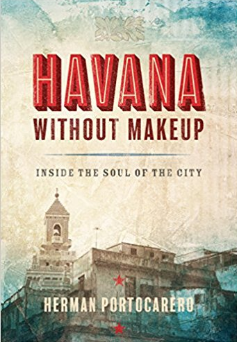 HAVANA
WITHOUT MAKEUP
INSIDE THE SOUL OF THE CITY
HERMAN PORTOCARERO